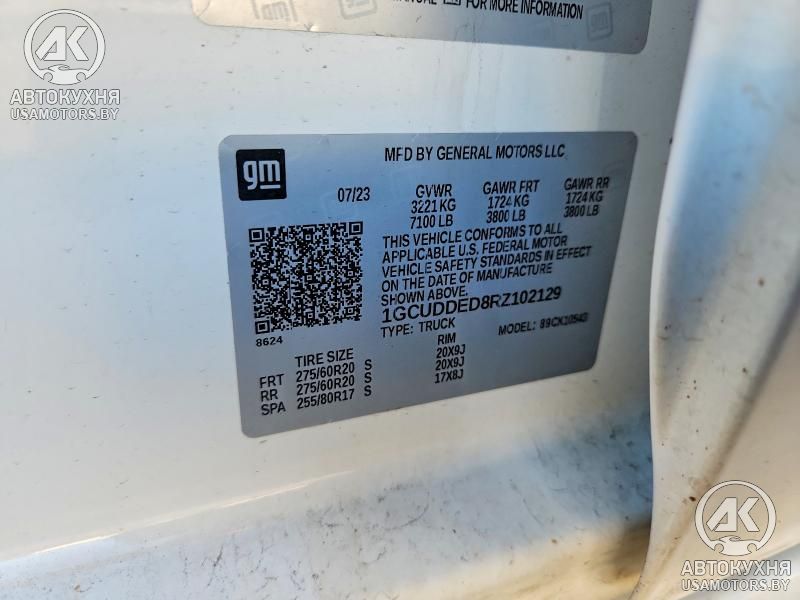 MANUAL FOR MORE INFORMATION
АК
АВТОКУХНЯ
USAMOTORS.BY
gm
MFD BY GENERAL MOTORS LLC
07/23 GVWR GAWR FRT GAWR RR
3221 KG 1724 KG 1724 KG
7100 LB 3800 LB 3800 LB
THIS VEHICLE CONFORMS TO ALL
APPLICABLE U.S. FEDERAL MOTOR
VEHICLE SAFETY STANDARDS IN EFFECT
ON THE DATE OF MANUFACTURE
SHOWN ABOVE.
1GCUDDED8RZ102129
TYPE: TRUCK MODEL: 89CK10543
8624
TIRE SIZE RIM
FRT 275/60R20 S 20X9J
RR 275/60R20 S 20X9J
SPA 255/80R17 S 17X8J
АК
АВТОКУХНЯ
USAMOTORS.BY